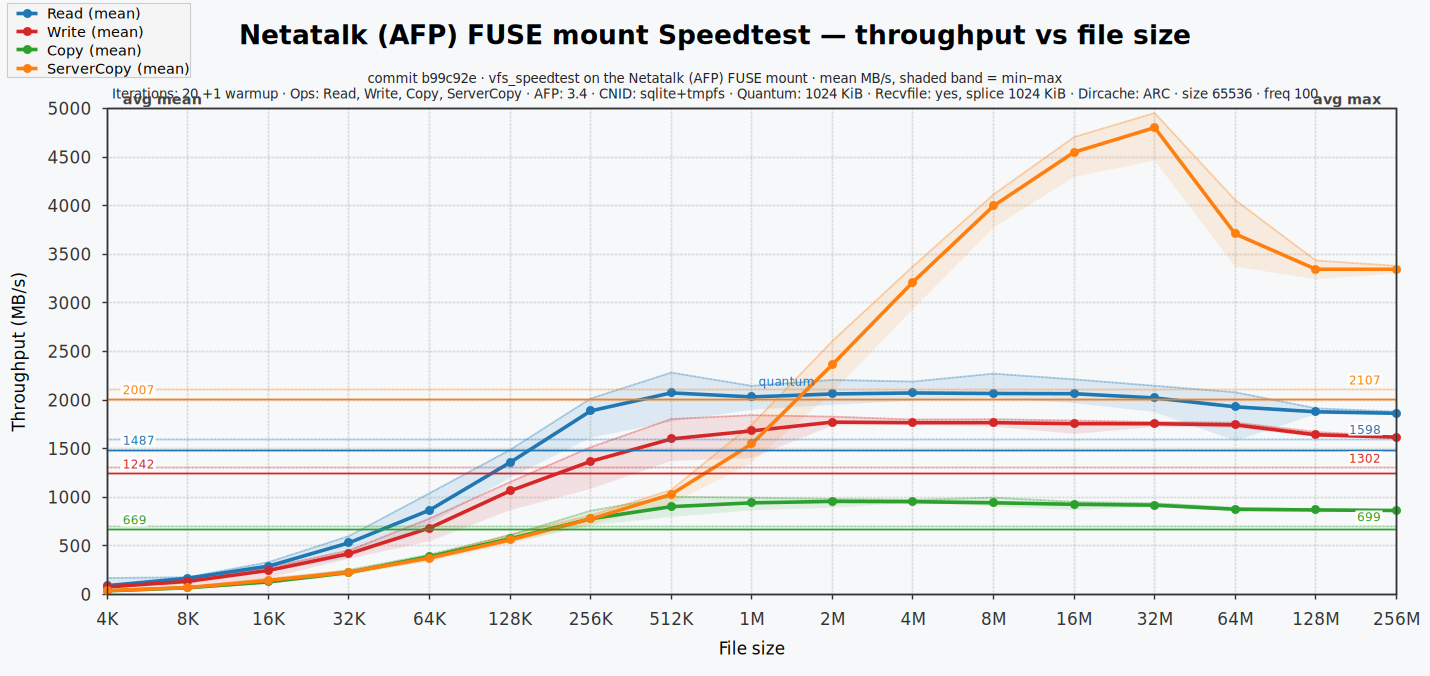 Read (mean)
Write (mean)
Copy (mean)
ServerCopy (mean)
Netatalk (AFP) FUSE mount Speedtest — throughput vs file size
commit b99c92e · vfs_speedtest on the Netatalk (AFP) FUSE mount · mean MB/s, shaded band = min–max
Iterations: 20 +1 warmup · Ops: Read, Write, Copy, ServerCopy · AFP: 3.4 · CNID: sqlite+tmpfs · Quantum: 1024 KiB · Recvfile: yes, splice 1024 KiB · Dircache: ARC · size 65536 · freq 100
avg mean
avg max
5000
4500
4000
3500
3000
2500
2000
1500
1000
500
0
Throughput (MB/s)
quantum
2007
2107
1487
1598
1242
1302
669
699
4K 8K 16K 32K 64K 128K 256K 512K 1M 2M 4M 8M 16M 32M 64M 128M 256M
File size